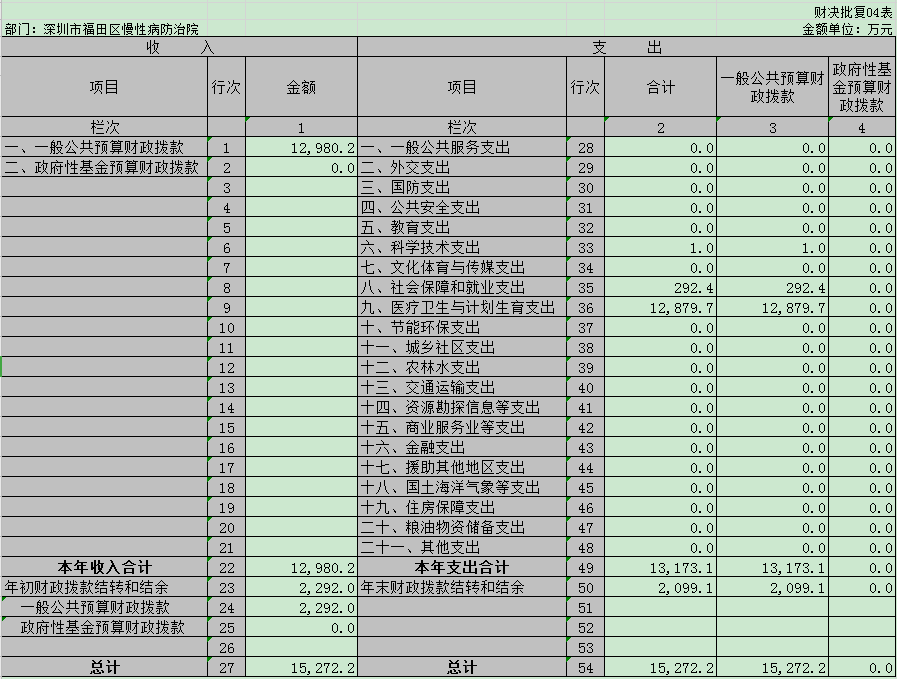 财决批复04表
部门：深圳市福田区慢性病防治院 金额单位：万元
收 入 支 出
项目 行次 金额 项目 行次 合计 一般公共预算财政拨款 政府性基金预算财政拨款
栏次 1 栏次 2 3 4
一、一般公共预算财政拨款 1 12,980.2 一、一般公共服务支出 28 0.0 0.0 0.0
二、政府性基金预算财政拨款 2 0.0 二、外交支出 29 0.0 0.0 0.0
3 三、国防支出 30 0.0 0.0 0.0
4 四、公共安全支出 31 0.0 0.0 0.0
5 五、教育支出 32 0.0 0.0 0.0
6 六、科学技术支出 33 1.0 1.0 0.0
7 七、文化体育与传媒支出 34 0.0 0.0 0.0
8 八、社会保障和就业支出 35 292.4 292.4 0.0
9 九、医疗卫生与计划生育支出 36 12,879.7 12,879.7 0.0
10 十、节能环保支出 37 0.0 0.0 0.0
11 十一、城乡社区支出 38 0.0 0.0 0.0
12 十二、农林水支出 39 0.0 0.0 0.0
13 十三、交通运输支出 40 0.0 0.0 0.0
14 十四、资源勘探信息等支出 41 0.0 0.0 0.0
15 十五、商业服务业等支出 42 0.0 0.0 0.0
16 十六、金融支出 43 0.0 0.0 0.0
17 十七、援助其他地区支出 44 0.0 0.0 0.0
18 十八、国土海洋气象等支出 45 0.0 0.0 0.0
19 十九、住房保障支出 46 0.0 0.0 0.0
20 二十、粮油物资储备支出 47 0.0 0.0 0.0
21 二十一、其他支出 48 0.0 0.0 0.0
本年收入合计 22 12,980.2 本年支出合计 49 13,173.1 13,173.1 0.0
年初财政拨款结转和结余 23 2,292.0 年末财政拨款结转和结余 50 2,099.1 2,099.1 0.0
一般公共预算财政拨款 24 2,292.0 51
政府性基金预算财政拨款 25 0.0 52
26 53
总计 27 15,272.2 总计 54 15,272.2 15,272.2 0.0